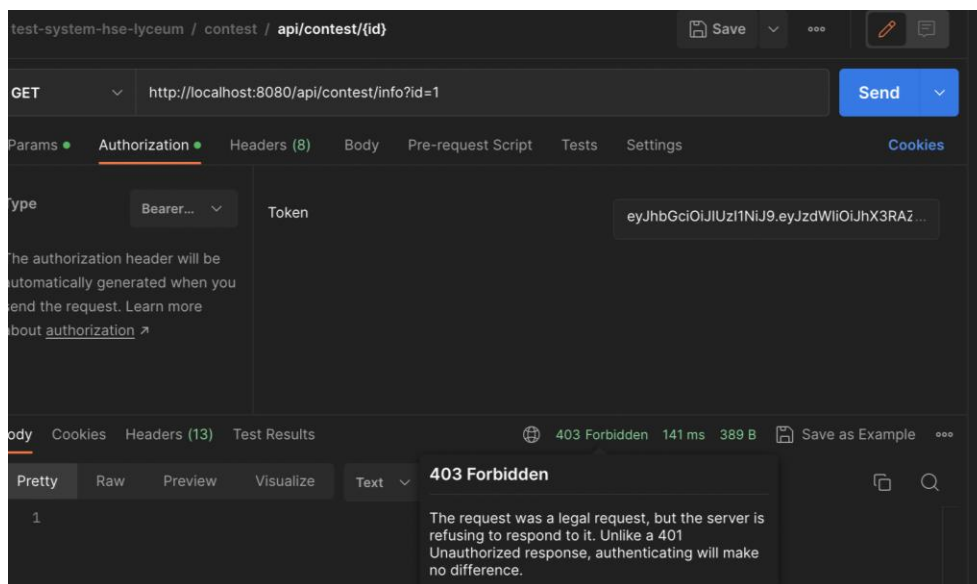 test-system-hse-lyceum / contest / api/contest/{id}
Save
GET http://localhost:8080/api/contest/info?id=1 Send
Params Authorization Headers (8) Body Pre-request Script Tests Settings Cookies
Type Bearer... Token eyJhbGciOiJIUzI1NiJ9.eyJzdWIiOiJhX3RAZ...
The authorization header will be
automatically generated when you
send the request. Learn more
about authorization ↗
Body Cookies Headers (13) Test Results 403 Forbidden 141 ms 389 B Save as Example
Pretty Raw Preview Visualize Text
1
403 Forbidden
The request was a legal request, but the server is
refusing to respond to it. Unlike a 401
Unauthorized response, authenticating will make
no difference.